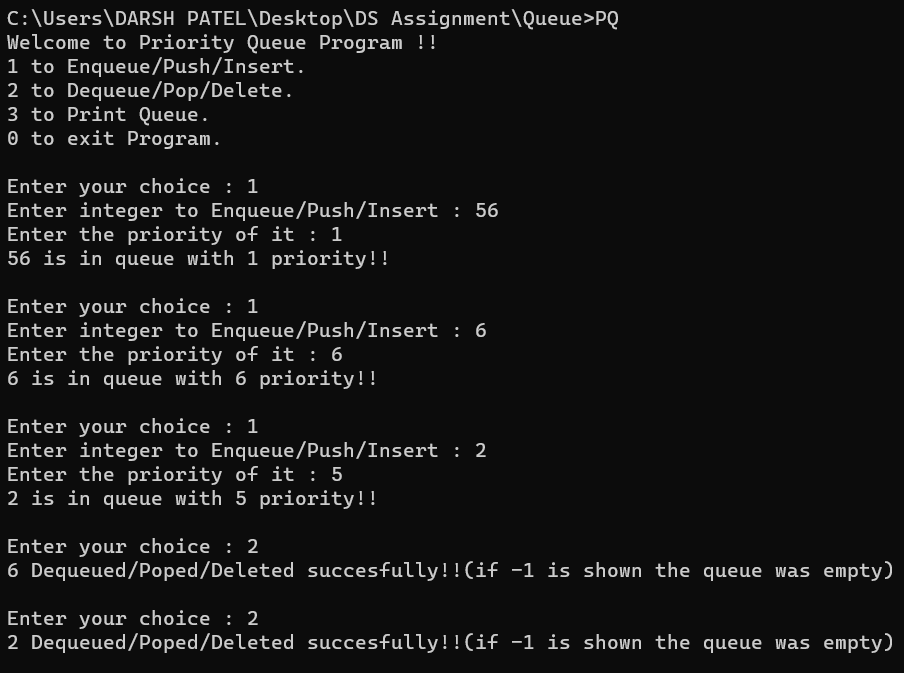 C:\Users\DARSH PATEL\Desktop\DS Assignment\Queue>PQ
Welcome to Priority Queue Program !!
1 to Enqueue/Push/Insert.
2 to Dequeue/Pop/Delete.
3 to Print Queue.
0 to exit Program.
Enter your choice : 1
Enter integer to Enqueue/Push/Insert : 56
Enter the priority of it : 1
56 is in queue with 1 priority!!
Enter your choice : 1
Enter integer to Enqueue/Push/Insert : 6
Enter the priority of it : 6
6 is in queue with 6 priority!!
Enter your choice : 1
Enter integer to Enqueue/Push/Insert : 2
Enter the priority of it : 5
2 is in queue with 5 priority!!
Enter your choice : 2
6 Dequeued/Poped/Deleted succesfully!!(if -1 is shown the queue was empty)
Enter your choice : 2
2 Dequeued/Poped/Deleted succesfully!!(if -1 is shown the queue was empty)